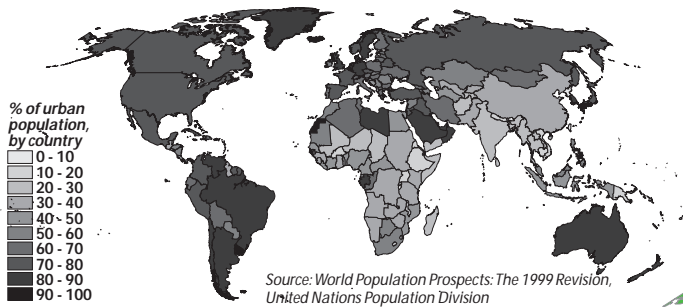 % of urban
population,
by country
0 - 10
10 - 20
20 - 30
30 - 40
40 - 50
50 - 60
60 - 70
70 - 80
80 - 90
90 - 100
Source: World Population Prospects: The 1999 Revision,
United Nations Population Division